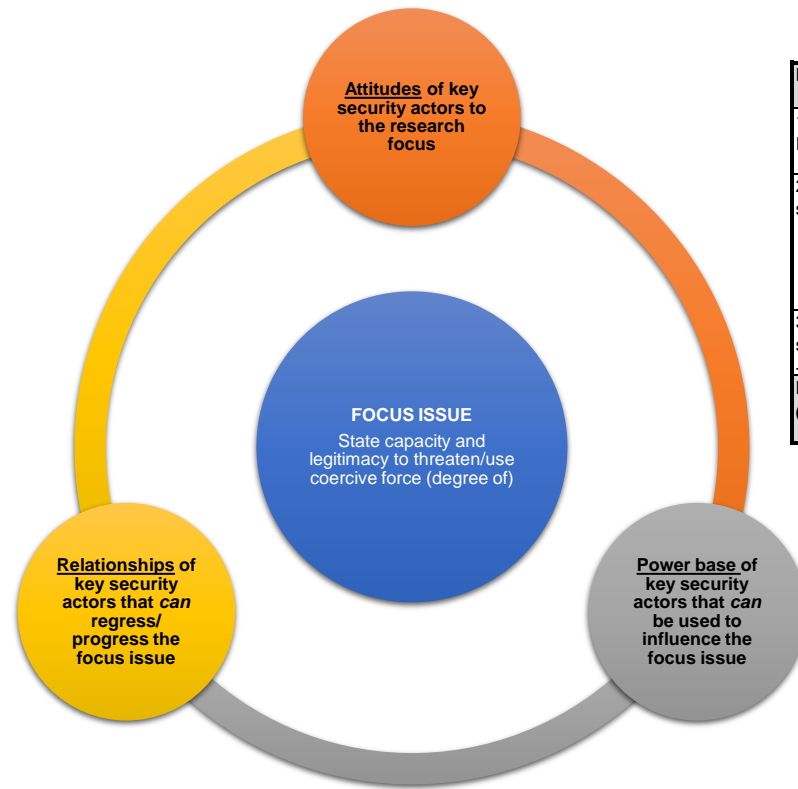 Attitudes of key
security actors to
the research
focus
FOCUS ISSUE
State capacity and
legitimacy to threaten/use
coercive force (degree of)
Relationships of
key security
actors that can
regress/
progress the
focus issue
Power base of
key security
actors that can
be used to
influence the
focus issue